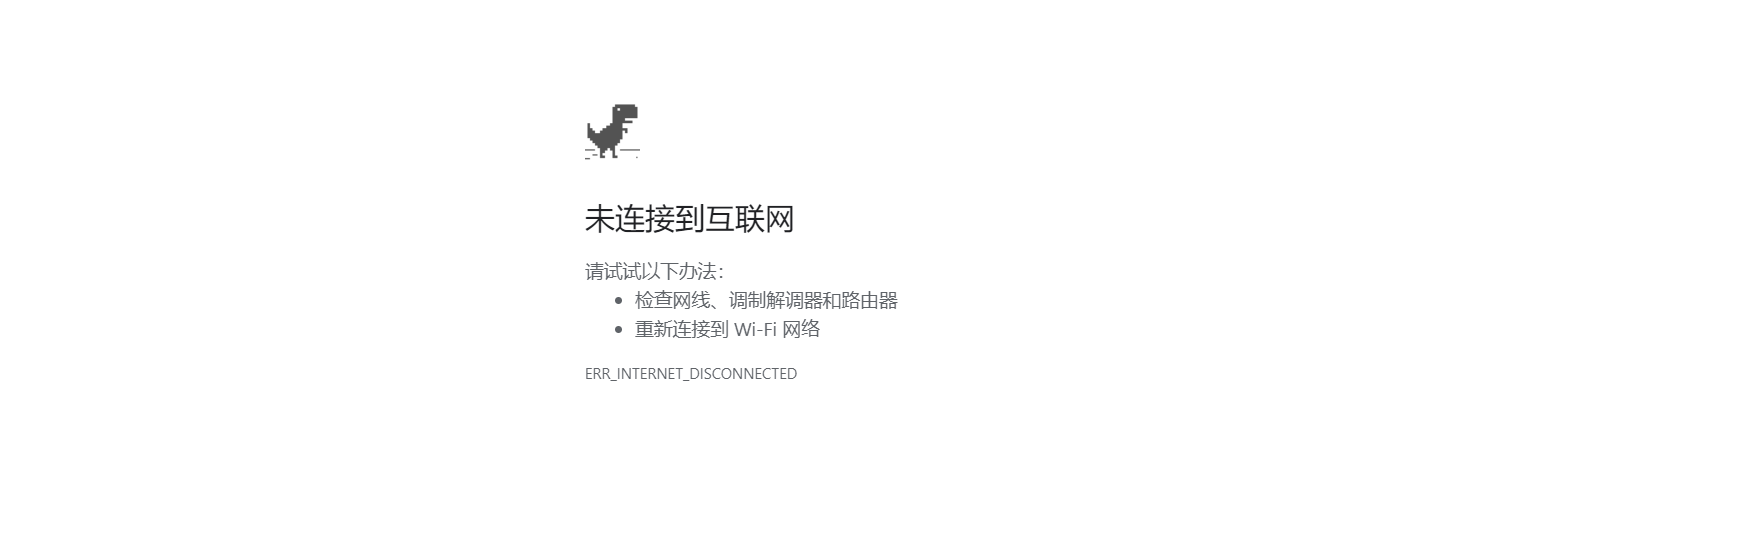 未连接到互联网
请试试以下办法：
• 检查网线、调制解调器和路由器
• 重新连接到 Wi-Fi 网络
ERR_INTERNET_DISCONNECTED